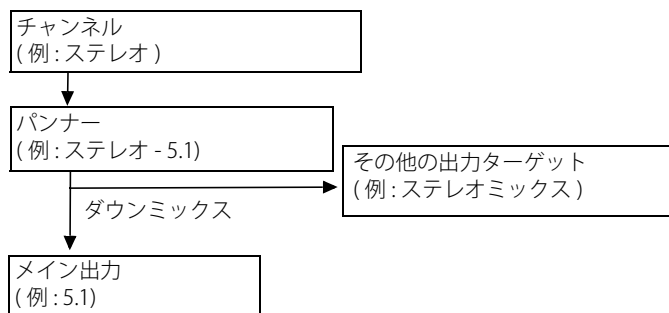 チャンネル
( 例 : ステレオ )
パンナー
( 例 : ステレオ - 5.1)
その他の出力ターゲット
( 例 : ステレオミックス )
ダウンミックス
メイン出力
( 例 : 5.1)